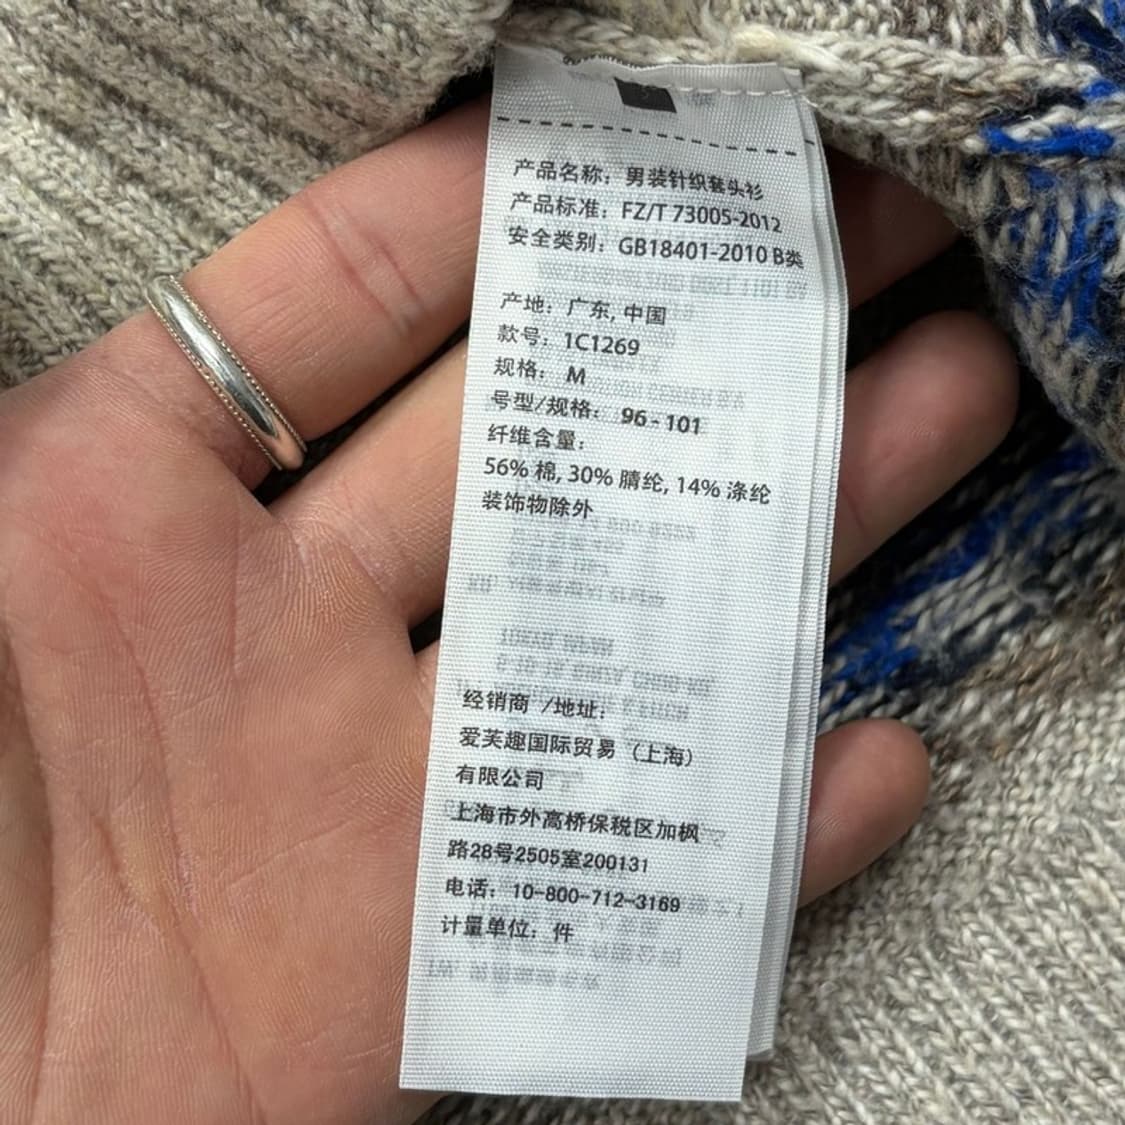 产品名称：男装针织套头衫
产品标准：FZ/T 73005-2012
安全类别：GB18401-2010 B类
产地：广东, 中国
款号：1C1269
规格：M
号型/规格：96 - 101
纤维含量：
56% 棉, 30% 腈纶, 14% 涤纶
装饰物除外
经销商 /地址：
爱芙趣国际贸易（上海）
有限公司
上海市外高桥保税区加枫
路28号2505室200131
电话：10-800-712-3169
计量单位：件